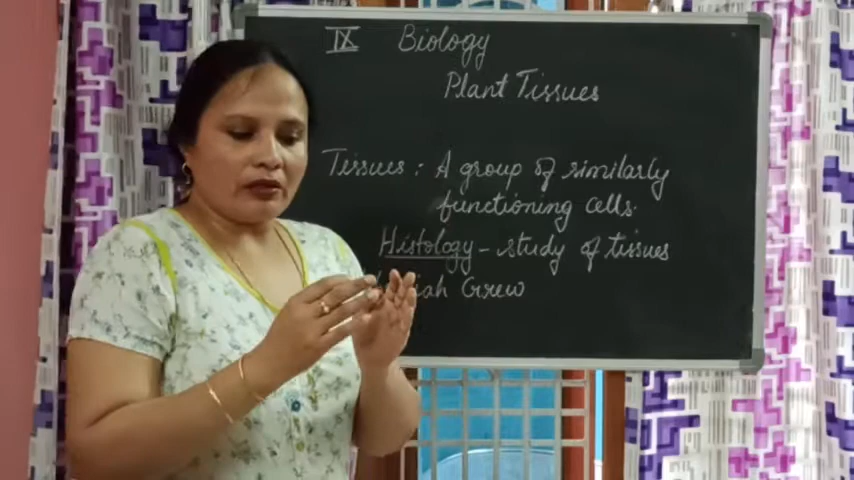 IX Biology
Plant Tissues
Tissues : A group of similarly
functioning cells.
Histology - study of tissues
Grew